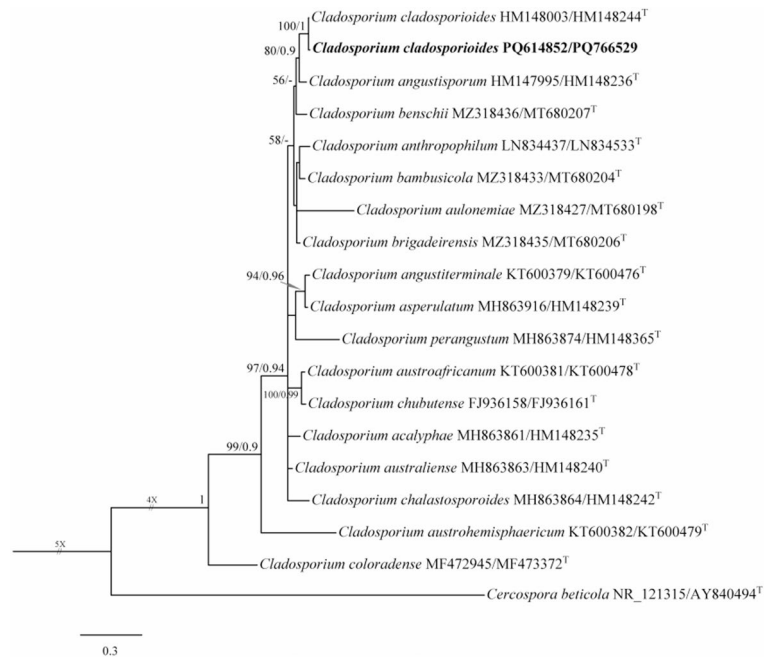 Cladosporium cladosporioides HM148003/HM148244T
100/1
Cladosporium cladosporioides PQ614852/PQ766529
80/0.9
Cladosporium angustisporum HM147995/HM148236T
56/-
Cladosporium benschii MZ318436/MT680207T
58/-
Cladosporium anthropophilum LN834437/LN834533T
Cladosporium bambusicola MZ318433/MT680204T
Cladosporium aulonemiae MZ318427/MT680198T
Cladosporium brigadeirensis MZ318435/MT680206T
94/0.96
Cladosporium angustiterminale KT600379/KT600476T
Cladosporium asperulatum MH863916/HM148239T
Cladosporium perangustum MH863874/HM148365T
97/0.94
Cladosporium austroafricanum KT600381/KT600478T
100/0.99
Cladosporium chubutense FJ936158/FJ936161T
Cladosporium acalyphae MH863861/HM148235T
99/0.9
Cladosporium australiense MH863863/HM148240T
4X
1
Cladosporium chalastosporoides MH863864/HM148242T
Cladosporium austrohemisphaericum KT600382/KT600479T
5X
Cladosporium coloradense MF472945/MF473372T
Cercospora beticola NR_121315/AY840494T
0.3